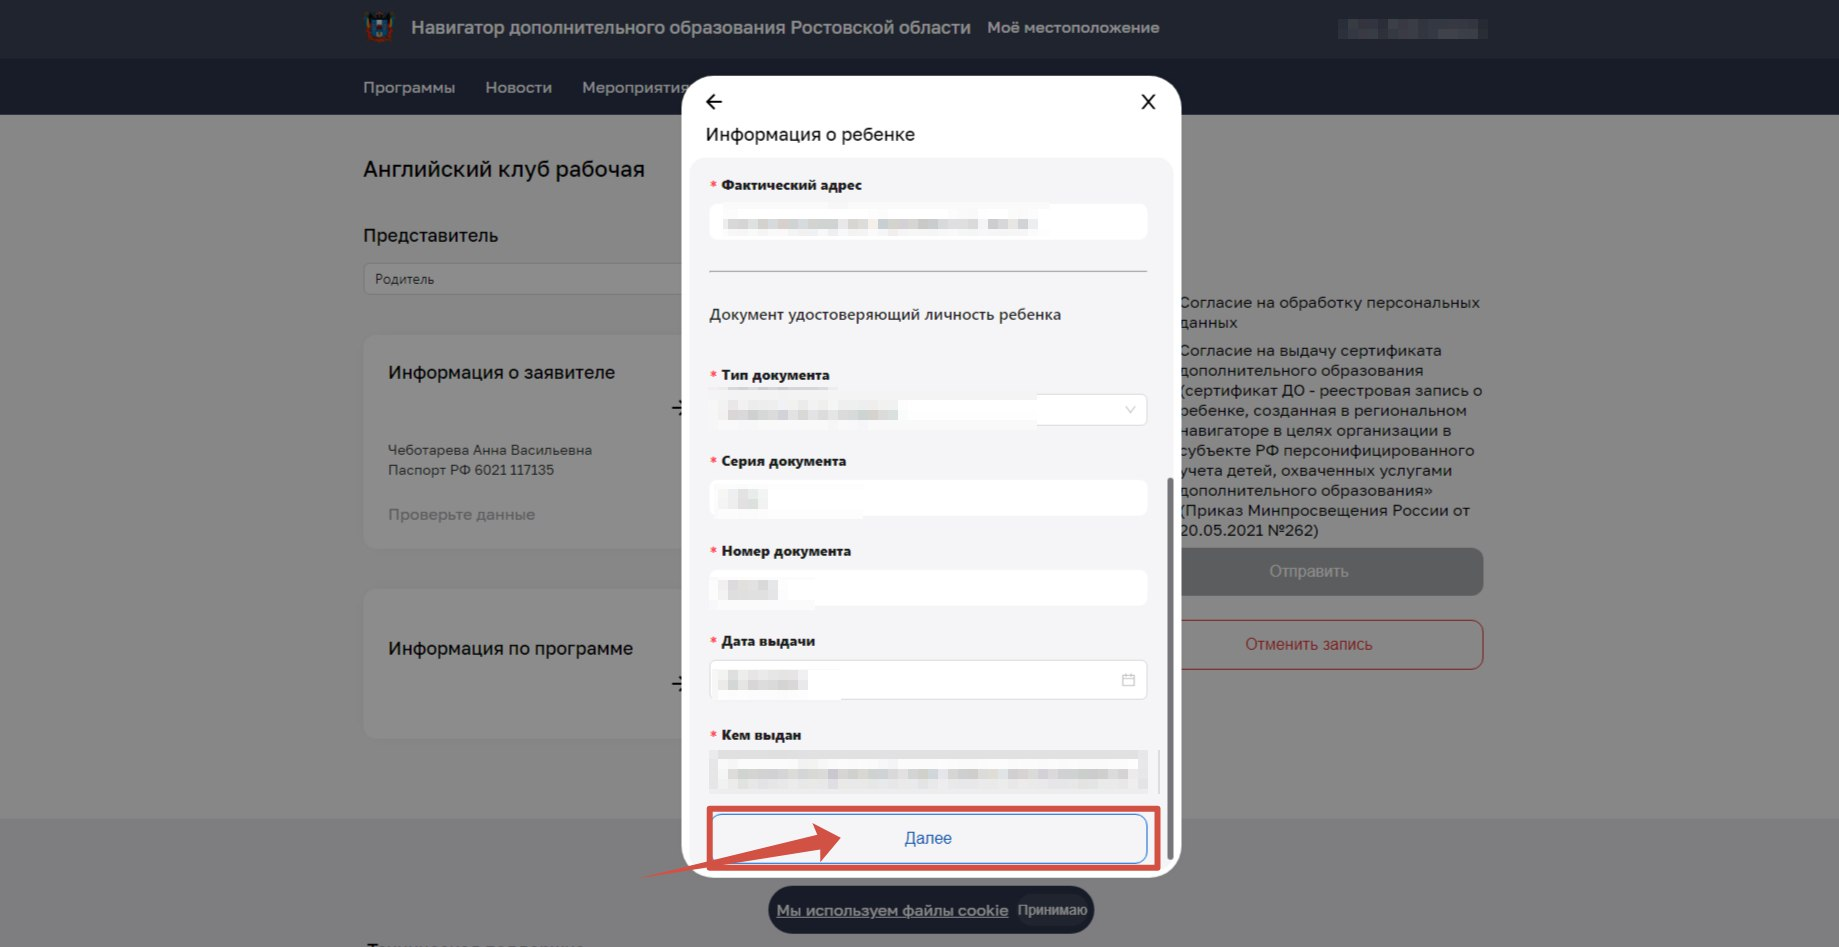 Навигатор дополнительного образования Ростовской области
Моё местоположение
Программы
Новости
Мероприятия
Английский клуб рабочая
Представитель
Родитель
Информация о заявителе
Чеботарева Анна Васильевна
Паспорт РФ 6021 117135
Проверьте данные
Информация по программе
Информация о ребенке
* Фактический адрес
Документ удостоверяющий личность ребенка
* Тип документа
* Серия документа
* Номер документа
* Дата выдачи
* Кем выдан
Далее
Согласие на обработку персональных
данных
Согласие на выдачу сертификата
дополнительного образования
(сертификат ДО - реестровая запись о
ребенке, созданная в региональном
навигаторе в целях организации в
субъекте РФ персонифицированного
учета детей, охваченных услугами
дополнительного образования»
(Приказ Минпросвещения России от
20.05.2021 №262)
Отправить
Отменить запись
Мы используем файлы cookie
Принимаю